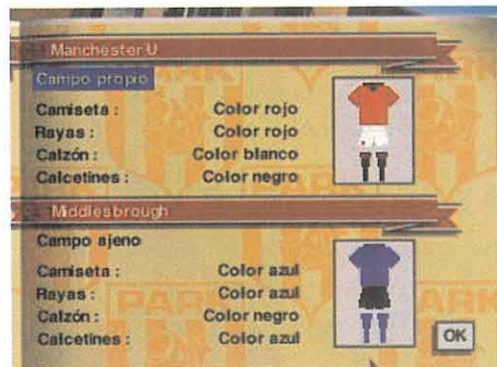 Manchester U
Campo propio
Camiseta : Color rojo
Rayas : Color rojo
Calzón : Color blanco
Calcetines : Color negro
Middlesbrough
Campo ajeno
Camiseta : Color azul
Rayas : Color azul
Calzón : Color negro
Calcetines : Color azul
OK
PARK